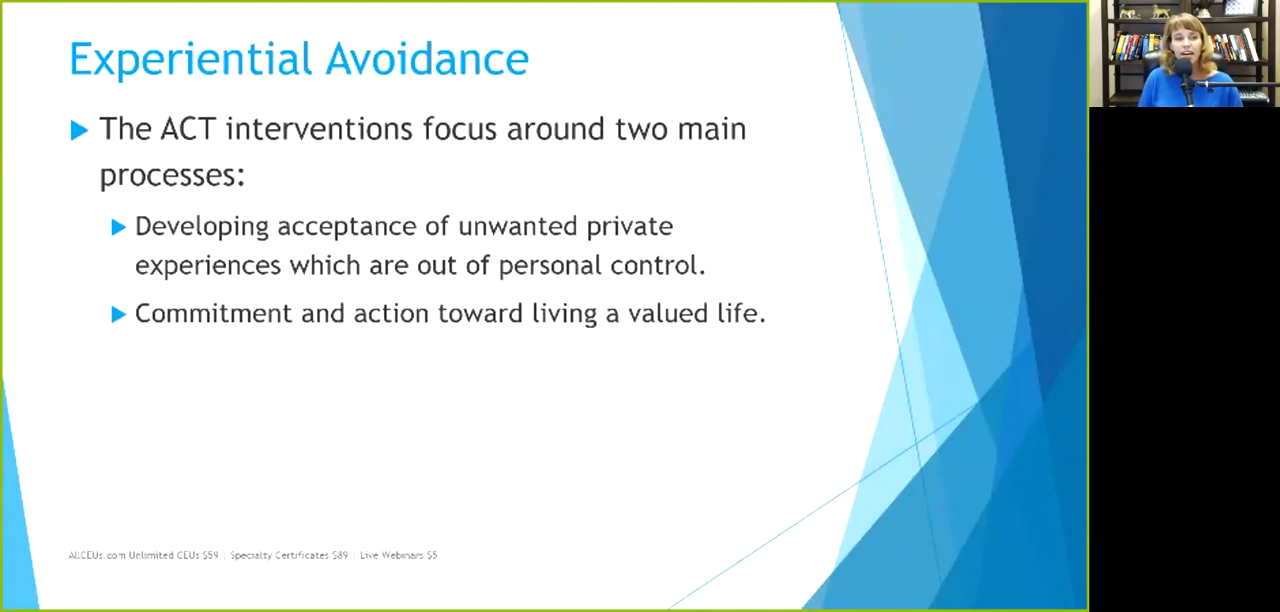 Experiential Avoidance
The ACT interventions focus around two main
processes:
Developing acceptance of unwanted private
experiences which are out of personal control.
Commitment and action toward living a valued life.
AllCEUs.com Unlimited CEUs $59 | Specialty Certificates $89 | Live Webinars $5